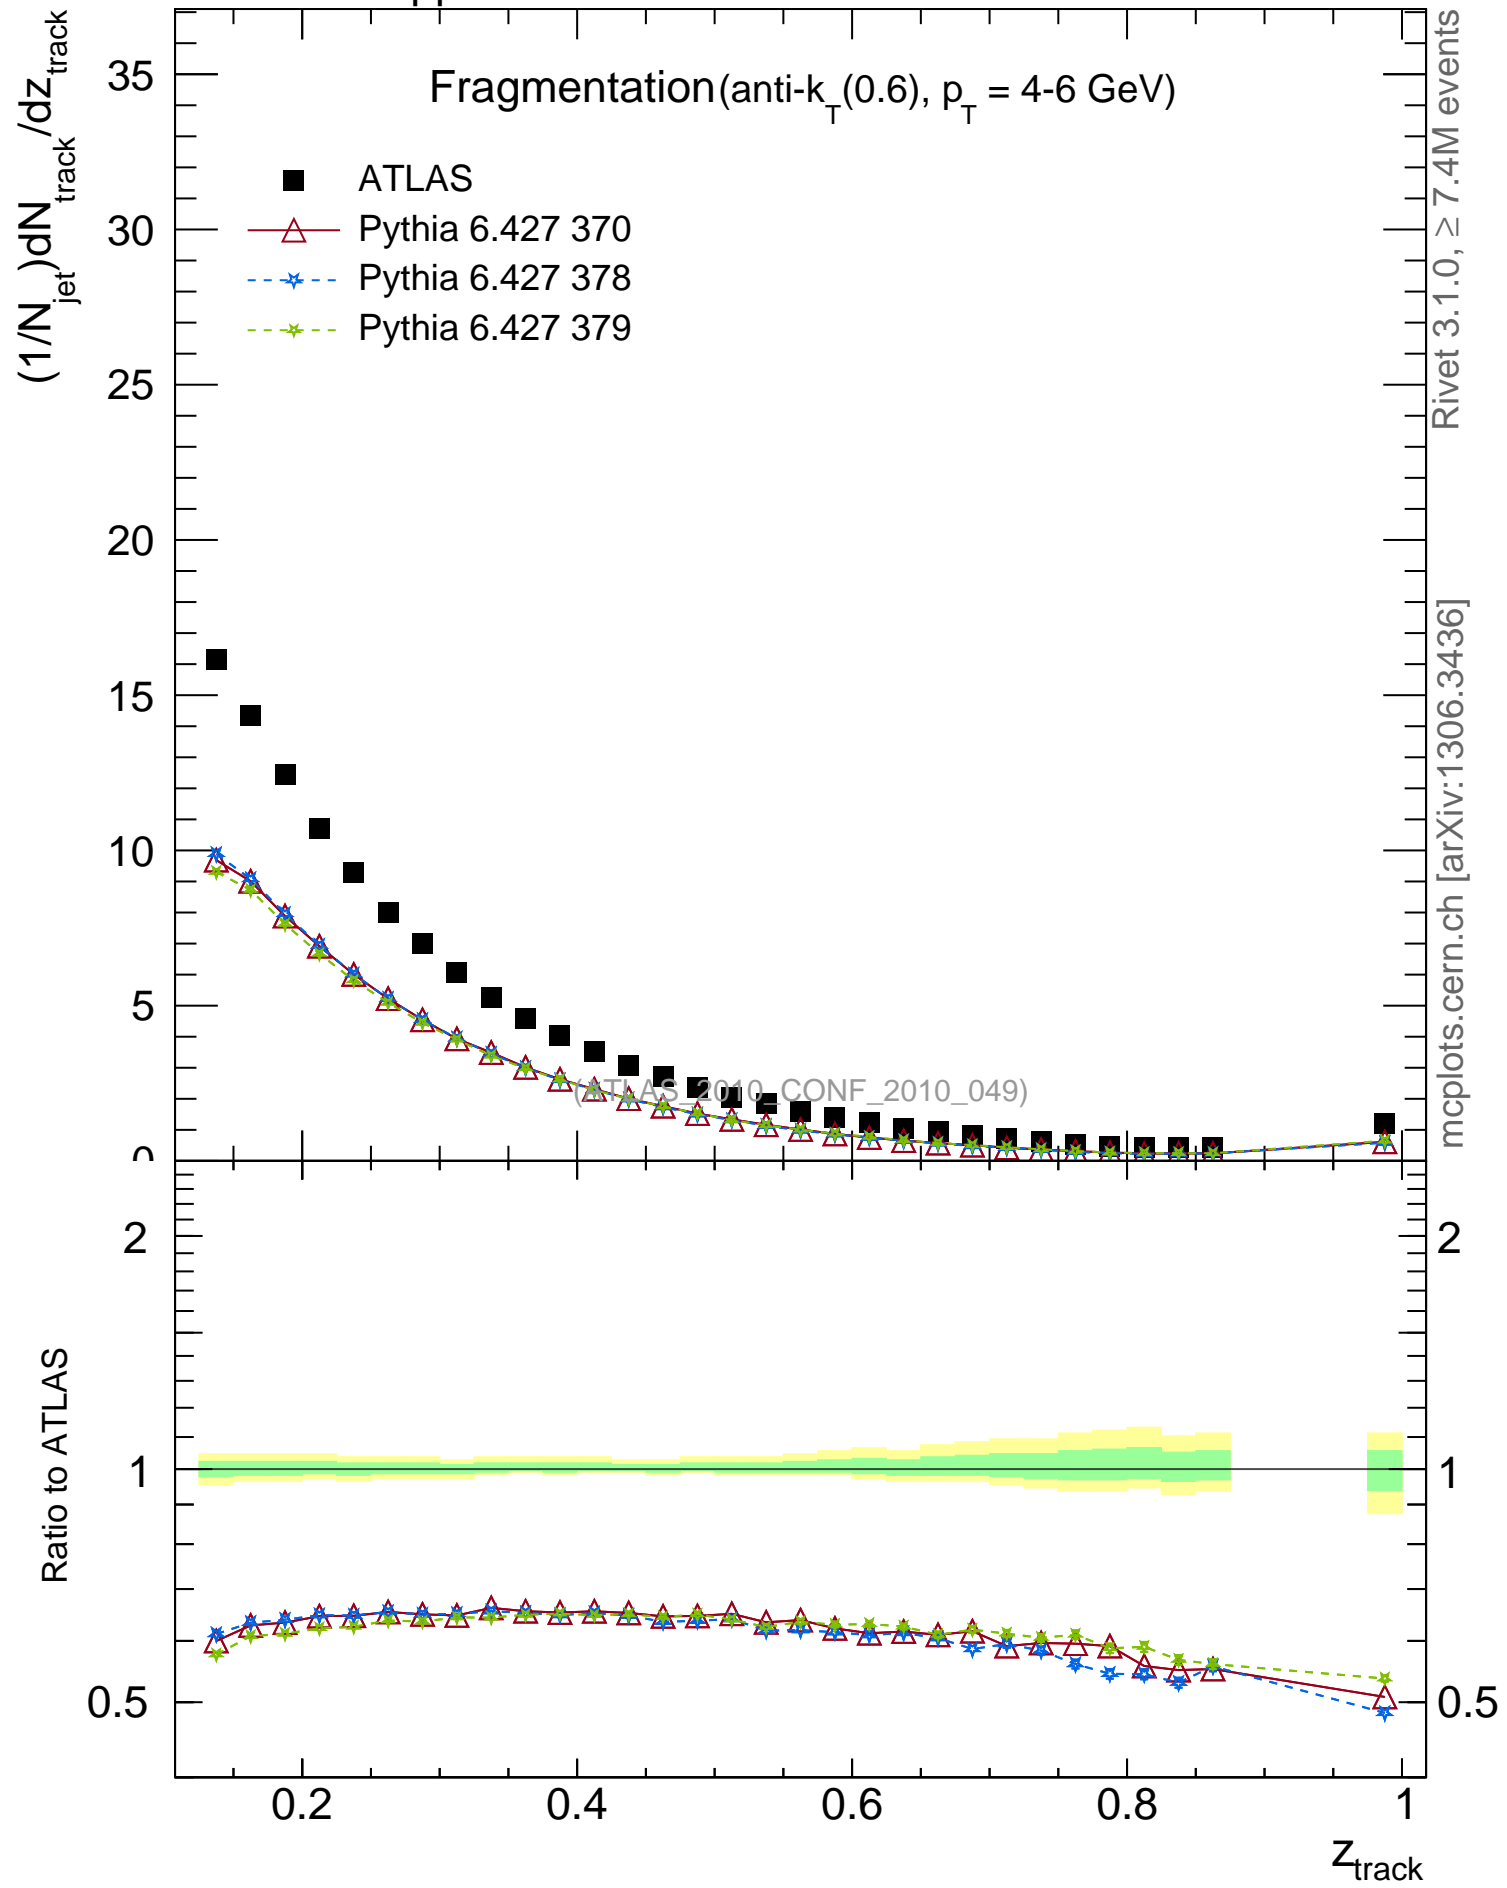 Fragmentation (anti-k_T(0.6), p_T = 4-6 GeV)
(1/N_jet)dN_track/dz_track
35
30
25
20
15
10
5
0
ATLAS
Pythia 6.427 370
Pythia 6.427 378
Pythia 6.427 379
(ATLAS_2010_CONF_2010_049)
Rivet 3.1.0, ≥ 7.4M events
mcplots.cern.ch [arXiv:1306.3436]
Ratio to ATLAS
2
1
0.5
2
1
0.5
0.2
0.4
0.6
0.8
1
z_track